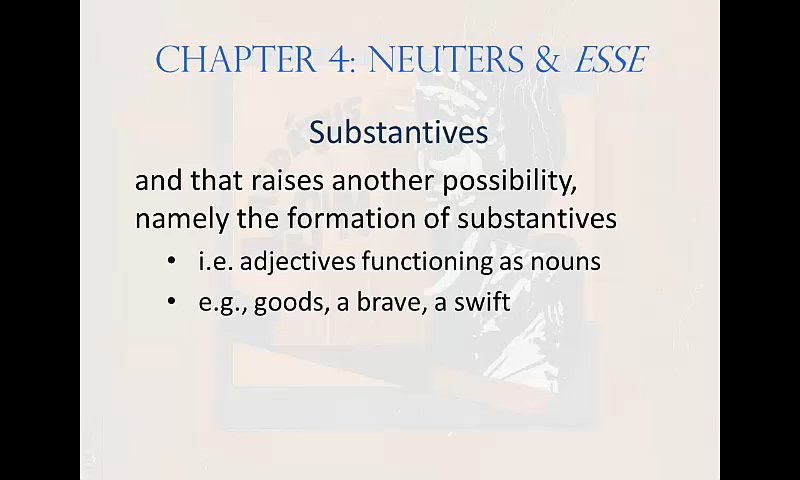 CHAPTER 4: NEUTERS & ESSE
Substantives
and that raises another possibility,
namely the formation of substantives
• i.e. adjectives functioning as nouns
• e.g., goods, a brave, a swift